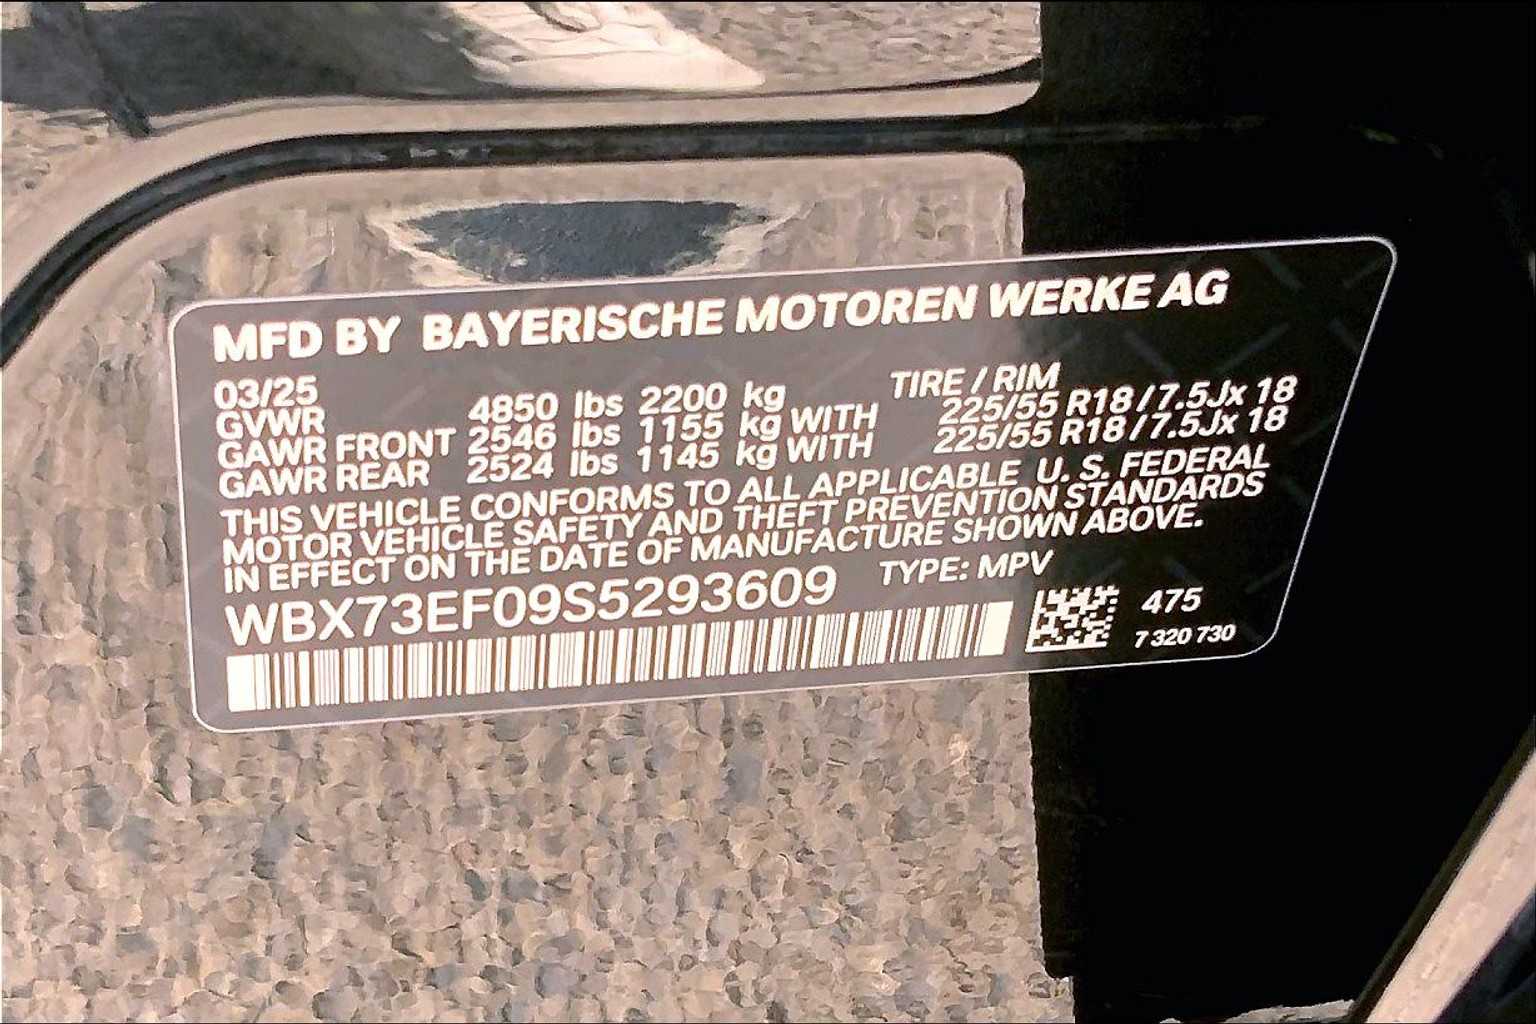 MFD BY BAYERISCHE MOTOREN WERKE AG
03/25 TIRE / RIM
GVWR 4850 lbs 2200 kg
GAWR FRONT 2546 lbs 1155 kg WITH 225/55 R18 / 7.5Jx 18
GAWR REAR 2524 lbs 1145 kg WITH 225/55 R18 / 7.5Jx 18
THIS VEHICLE CONFORMS TO ALL APPLICABLE U. S. FEDERAL
MOTOR VEHICLE SAFETY AND THEFT PREVENTION STANDARDS
IN EFFECT ON THE DATE OF MANUFACTURE SHOWN ABOVE.
WBX73EF09S5293609 TYPE: MPV
475
7 320 730